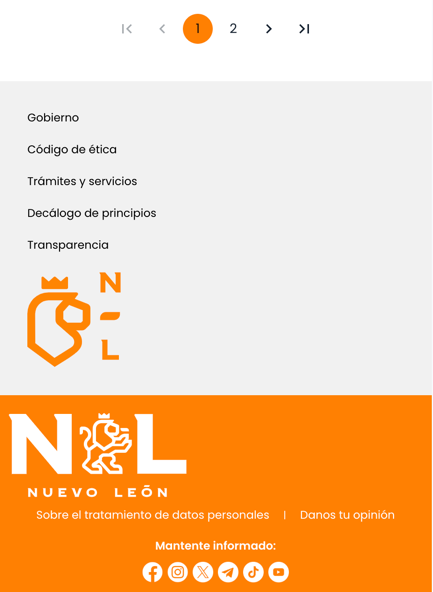 1 2
Gobierno
Código de ética
Trámites y servicios
Decálogo de principios
Transparencia
N
L
NL
NUEVO LEÓN
Sobre el tratamiento de datos personales | Danos tu opinión
Mantente informado: